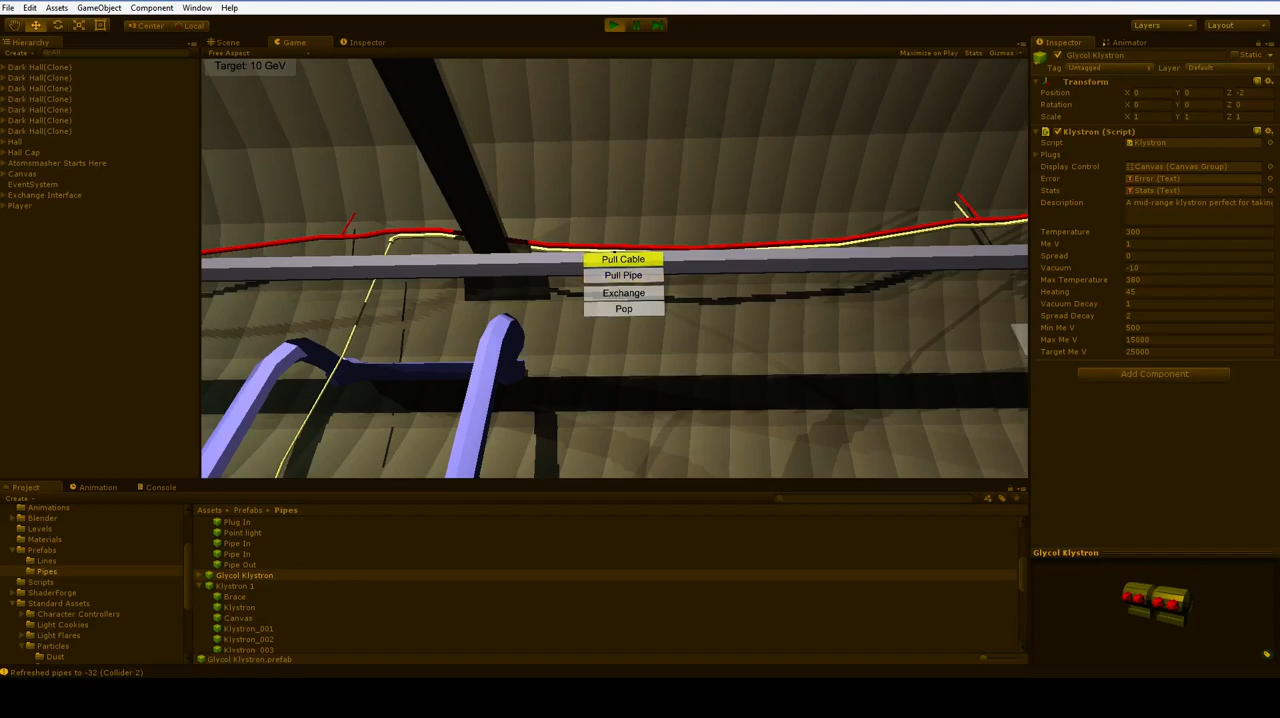 File Edit Assets GameObject Component Window Help
Center Local Layers Layout
Hierarchy
Create All
Dark Hall(Clone)
Dark Hall(Clone)
Dark Hall(Clone)
Dark Hall(Clone)
Dark Hall(Clone)
Dark Hall(Clone)
Dark Hall(Clone)
Hall
Hall Cap
Atomsmasher Starts Here
Canvas
EventSystem
Exchange Interface
Player
Scene Game Inspector
Free Aspect Maximize on Play Stats Gizmos
Target: 10 GeV
Pull Cable
Pull Pipe
Exchange
Pop
Inspector Animator
Glycol Klystron Static
Tag Untagged Layer Default
Transform
Position X 0 Y 0 Z -2
Rotation X 0 Y 0 Z 0
Scale X 1 Y 1 Z 1
Klystron (Script)
Script Klystron
Plugs
Display Control Canvas (Canvas Group)
Error Error (Text)
Stats Stats (Text)
Description A mid-range klystron perfect for taking
Temperature 300
Me V 1
Spread 0
Vacuum -10
Max Temperature 380
Heating 45
Vacuum Decay 1
Spread Decay 2
Min Me V 500
Max Me V 15000
Target Me V 25000
Add Component
Glycol Klystron
Project Animation Console
Create
Animations
Blender
Levels
Materials
Prefabs
Lines
Pipes
Scripts
ShaderForge
Standard Assets
Character Controllers
Light Cookies
Light Flares
Particles
Dust
Assets Prefabs Pipes
Plug In
Point light
Pipe In
Pipe In
Pipe Out
Glycol Klystron
Klystron 1
Brace
Klystron
Canvas
Klystron_001
Klystron_002
Klystron_003
Glycol Klystron.prefab
Refreshed pipes to -32 (Collider 2)